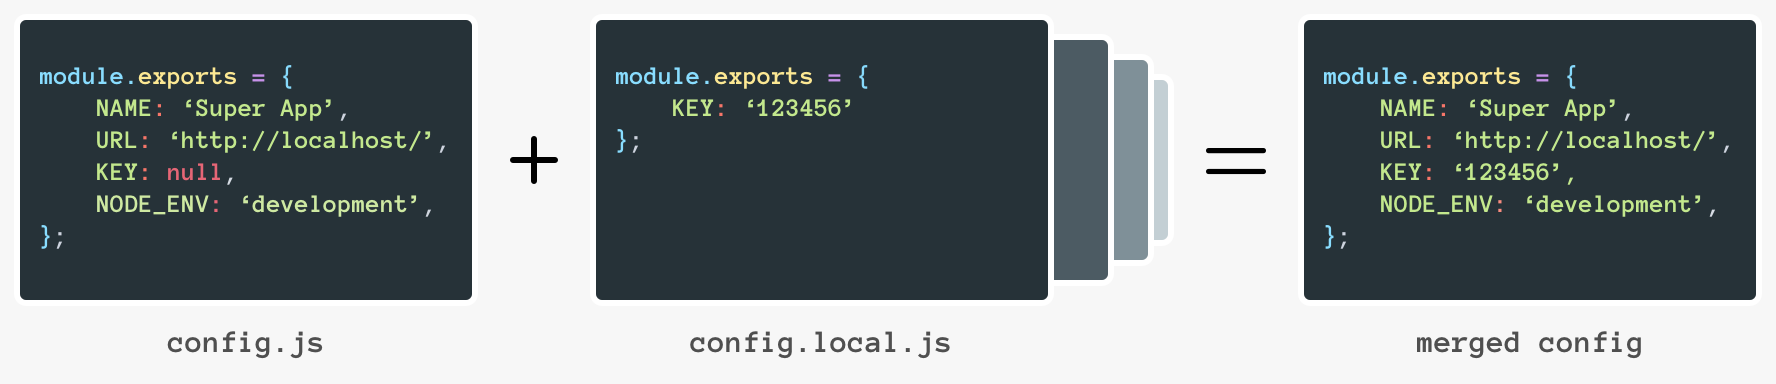 module.exports = {
    NAME: ‘Super App’,
    URL: ‘http://localhost/’,
    KEY: null,
    NODE_ENV: ‘development’,
};
config.js
+
module.exports = {
    KEY: ‘123456’
};
config.local.js
=
module.exports = {
    NAME: ‘Super App’,
    URL: ‘http://localhost/’,
    KEY: ‘123456’,
    NODE_ENV: ‘development’,
};
merged config